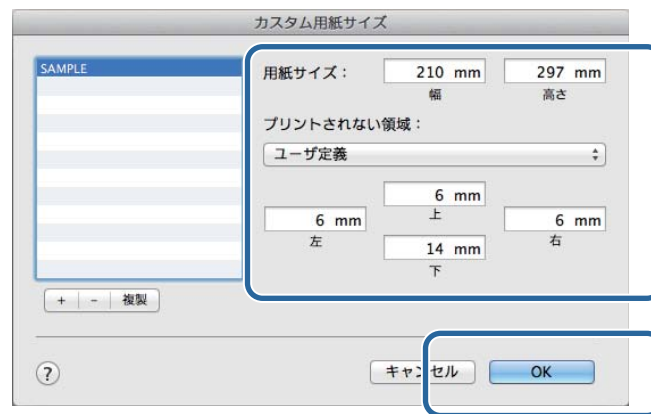 カスタム用紙サイズ
SAMPLE
用紙サイズ：
210 mm
297 mm
幅
高さ
プリントされない領域：
ユーザ定義
6 mm
上
6 mm
6 mm
左
右
14 mm
下
+ - 複製
? キャンセル OK